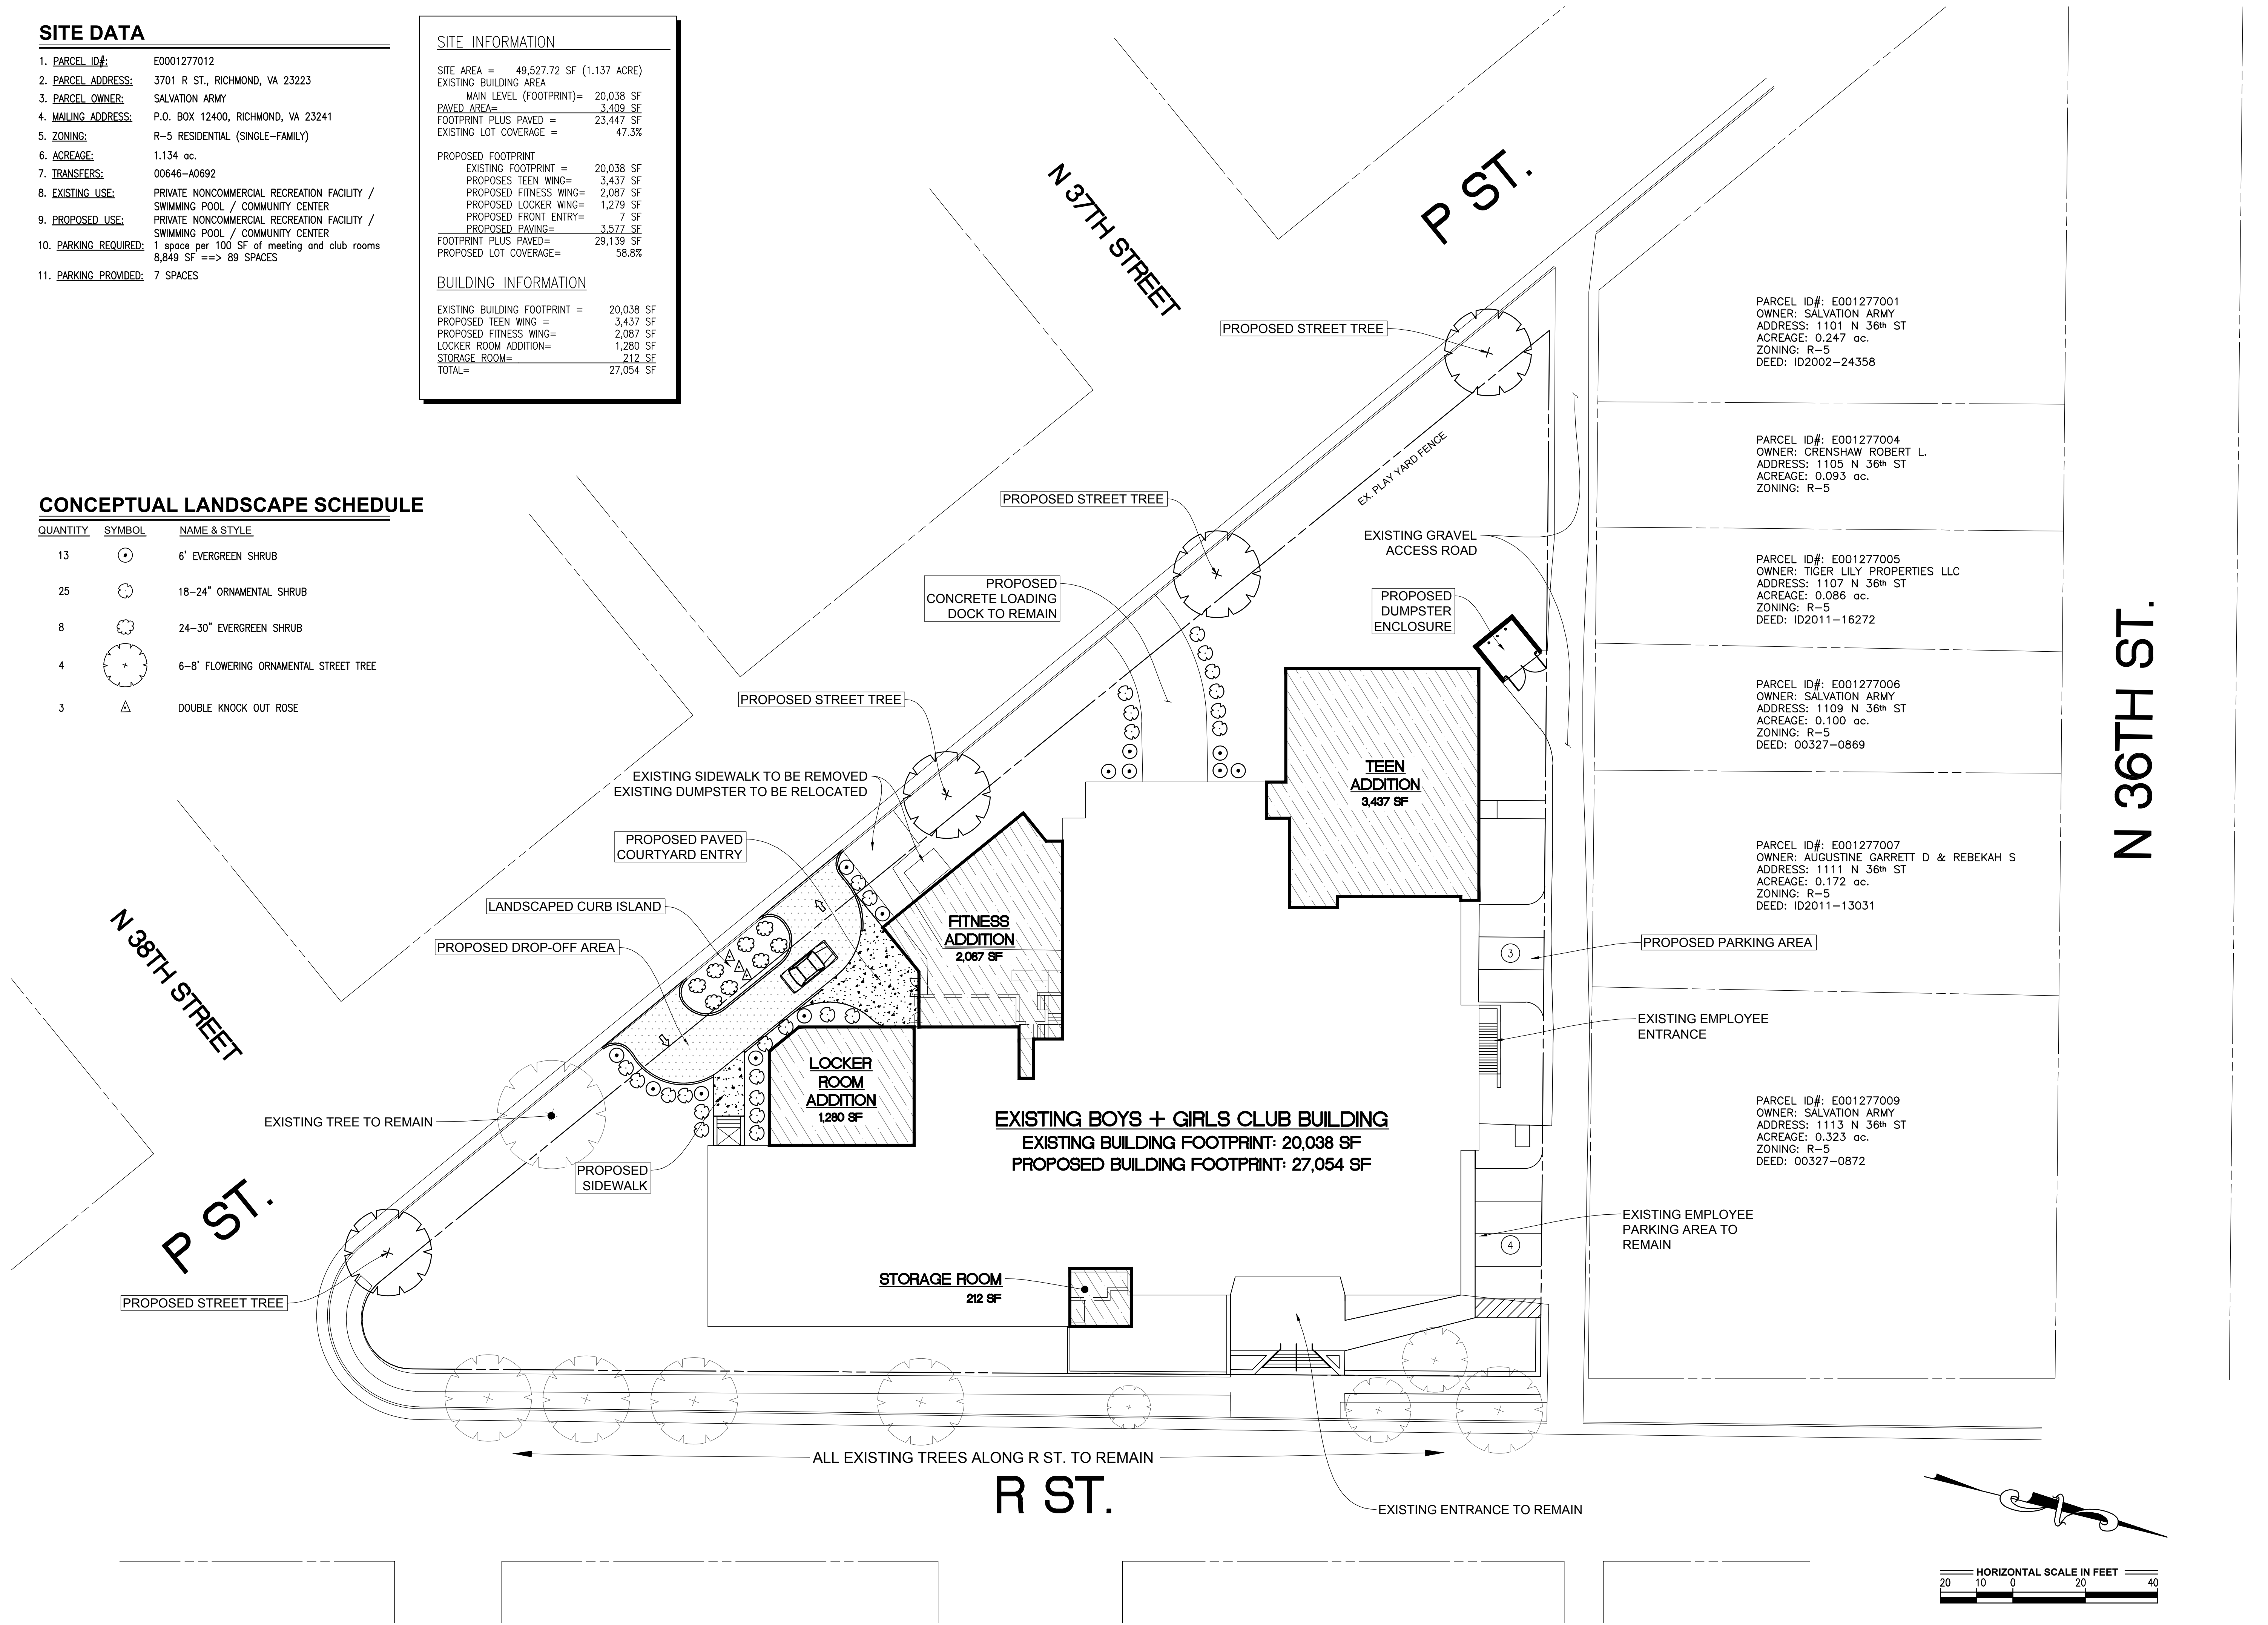 SITE DATA
1. PARCEL ID#: E0001277012
2. PARCEL ADDRESS: 3701 R ST., RICHMOND, VA 23223
3. PARCEL OWNER: SALVATION ARMY
4. MAILING ADDRESS: P.O. BOX 12400, RICHMOND, VA 23241
5. ZONING: R-5 RESIDENTIAL (SINGLE-FAMILY)
6. ACREAGE: 1.134 ac.
7. TRANSFERS: 00646-A0692
8. EXISTING USE: PRIVATE NONCOMMERCIAL RECREATION FACILITY /
SWIMMING POOL / COMMUNITY CENTER
9. PROPOSED USE: PRIVATE NONCOMMERCIAL RECREATION FACILITY /
SWIMMING POOL / COMMUNITY CENTER
10. PARKING REQUIRED: 1 space per 100 SF of meeting and club rooms
8,849 SF ==> 89 SPACES
11. PARKING PROVIDED: 7 SPACES
SITE INFORMATION
SITE AREA = 49,527.72 SF (1.137 ACRE)
EXISTING BUILDING AREA
MAIN LEVEL (FOOTPRINT)= 20,038 SF
PAVED AREA= 3,409 SF
FOOTPRINT PLUS PAVED = 23,447 SF
EXISTING LOT COVERAGE = 47.3%
PROPOSED FOOTPRINT
EXISTING FOOTPRINT = 20,038 SF
PROPOSES TEEN WING= 3,437 SF
PROPOSED FITNESS WING= 2,087 SF
PROPOSED LOCKER WING= 1,279 SF
PROPOSED FRONT ENTRY= 7 SF
PROPOSED PAVING= 3,577 SF
FOOTPRINT PLUS PAVED= 29,139 SF
PROPOSED LOT COVERAGE= 58.8%
BUILDING INFORMATION
EXISTING BUILDING FOOTPRINT = 20,038 SF
PROPOSED TEEN WING = 3,437 SF
PROPOSED FITNESS WING= 2,087 SF
LOCKER ROOM ADDITION= 1,280 SF
STORAGE ROOM= 212 SF
TOTAL= 27,054 SF
CONCEPTUAL LANDSCAPE SCHEDULE
QUANTITY SYMBOL NAME & STYLE
13 6' EVERGREEN SHRUB
25 18-24" ORNAMENTAL SHRUB
8 24-30" EVERGREEN SHRUB
4 6-8' FLOWERING ORNAMENTAL STREET TREE
3 DOUBLE KNOCK OUT ROSE
N 37TH STREET
P ST.
PROPOSED STREET TREE
EX. PLAY YARD FENCE
PROPOSED STREET TREE
EXISTING GRAVEL
ACCESS ROAD
PROPOSED
CONCRETE LOADING
DOCK TO REMAIN
PROPOSED
DUMPSTER
ENCLOSURE
PROPOSED STREET TREE
EXISTING SIDEWALK TO BE REMOVED
EXISTING DUMPSTER TO BE RELOCATED
PROPOSED PAVED
COURTYARD ENTRY
LANDSCAPED CURB ISLAND
PROPOSED DROP-OFF AREA
N 38TH STREET
EXISTING TREE TO REMAIN
PROPOSED
SIDEWALK
P ST.
PROPOSED STREET TREE
TEEN
ADDITION
3,437 SF
FITNESS
ADDITION
2,087 SF
LOCKER
ROOM
ADDITION
1,280 SF
EXISTING BOYS + GIRLS CLUB BUILDING
EXISTING BUILDING FOOTPRINT: 20,038 SF
PROPOSED BUILDING FOOTPRINT: 27,054 SF
STORAGE ROOM
212 SF
3
4
PROPOSED PARKING AREA
EXISTING EMPLOYEE
ENTRANCE
EXISTING EMPLOYEE
PARKING AREA TO
REMAIN
ALL EXISTING TREES ALONG R ST. TO REMAIN
R ST.
EXISTING ENTRANCE TO REMAIN
PARCEL ID#: E001277001
OWNER: SALVATION ARMY
ADDRESS: 1101 N 36th ST
ACREAGE: 0.247 ac.
ZONING: R-5
DEED: ID2002-24358
PARCEL ID#: E001277004
OWNER: CRENSHAW ROBERT L.
ADDRESS: 1105 N 36th ST
ACREAGE: 0.093 ac.
ZONING: R-5
PARCEL ID#: E001277005
OWNER: TIGER LILY PROPERTIES LLC
ADDRESS: 1107 N 36th ST
ACREAGE: 0.086 ac.
ZONING: R-5
DEED: ID2011-16272
PARCEL ID#: E001277006
OWNER: SALVATION ARMY
ADDRESS: 1109 N 36th ST
ACREAGE: 0.100 ac.
ZONING: R-5
DEED: 00327-0869
PARCEL ID#: E001277007
OWNER: AUGUSTINE GARRETT D & REBEKAH S
ADDRESS: 1111 N 36th ST
ACREAGE: 0.172 ac.
ZONING: R-5
DEED: ID2011-13031
PARCEL ID#: E001277009
OWNER: SALVATION ARMY
ADDRESS: 1113 N 36th ST
ACREAGE: 0.323 ac.
ZONING: R-5
DEED: 00327-0872
N 36TH ST.
HORIZONTAL SCALE IN FEET
20 10 0 20 40